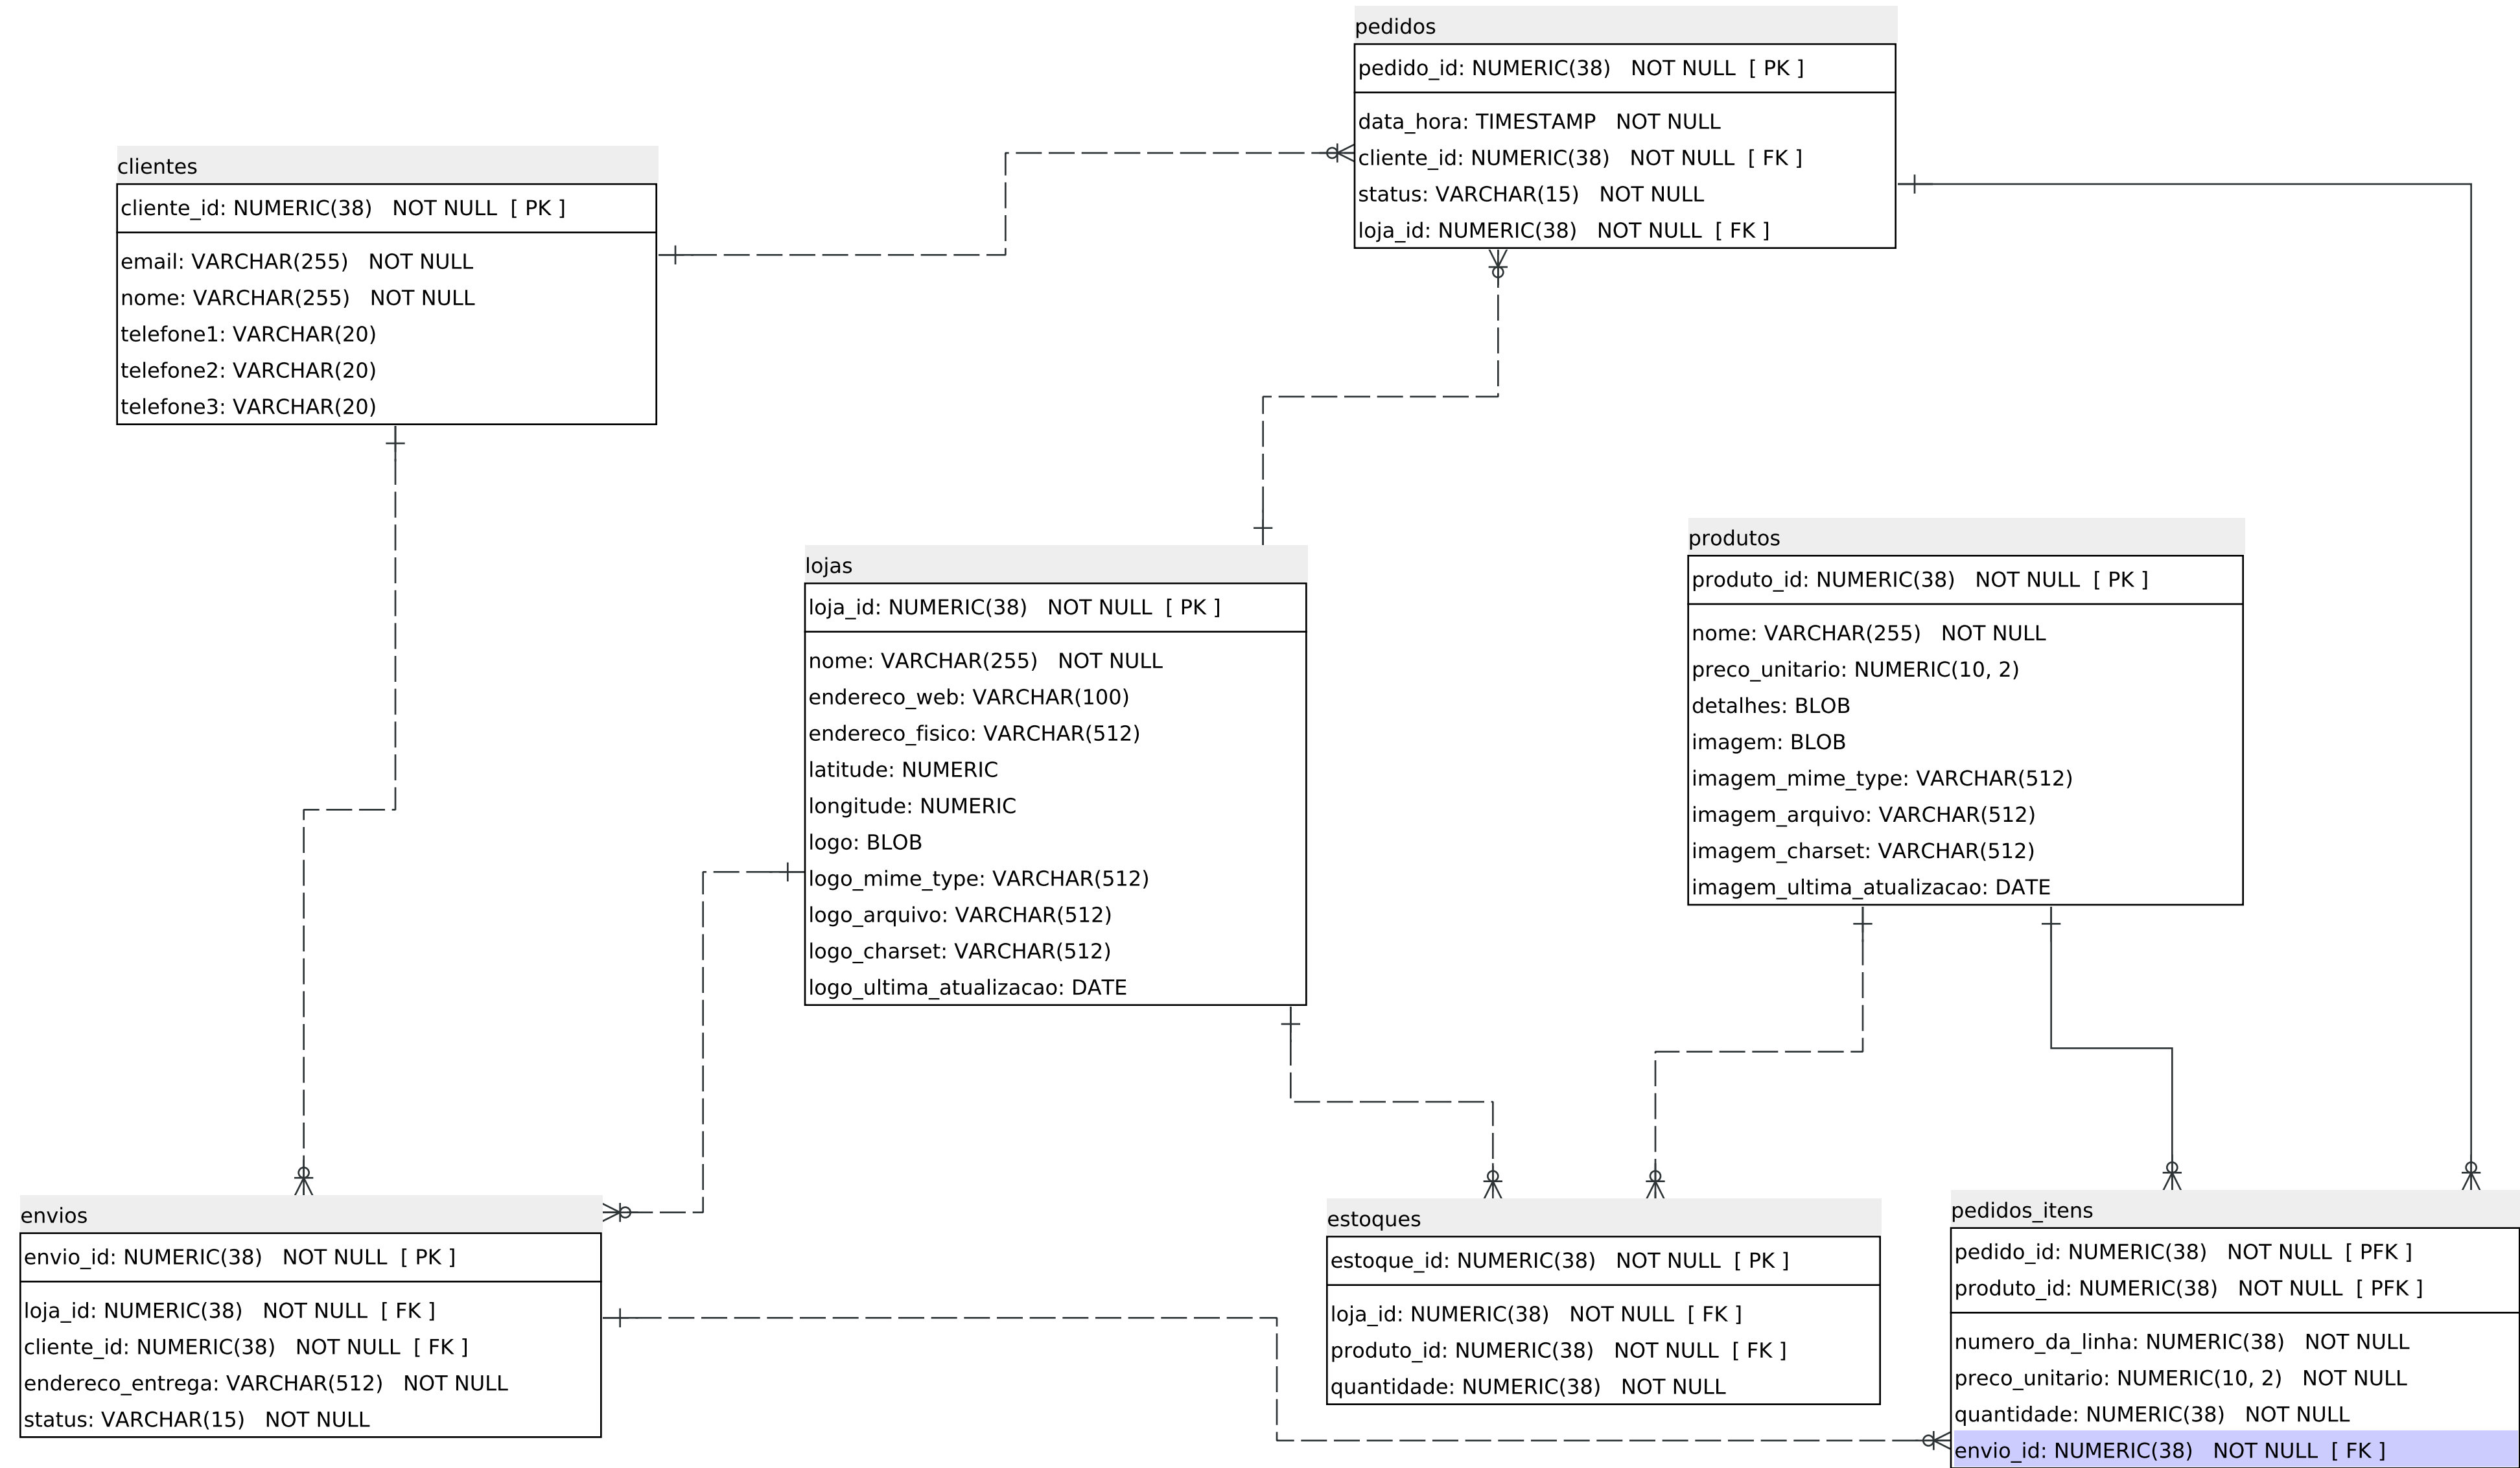 pedidos
pedido_id: NUMERIC(38) NOT NULL [ PK ]
data_hora: TIMESTAMP NOT NULL
cliente_id: NUMERIC(38) NOT NULL [ FK ]
status: VARCHAR(15) NOT NULL
loja_id: NUMERIC(38) NOT NULL [ FK ]
clientes
cliente_id: NUMERIC(38) NOT NULL [ PK ]
email: VARCHAR(255) NOT NULL
nome: VARCHAR(255) NOT NULL
telefone1: VARCHAR(20)
telefone2: VARCHAR(20)
telefone3: VARCHAR(20)
lojas
loja_id: NUMERIC(38) NOT NULL [ PK ]
nome: VARCHAR(255) NOT NULL
endereco_web: VARCHAR(100)
endereco_fisico: VARCHAR(512)
latitude: NUMERIC
longitude: NUMERIC
logo: BLOB
logo_mime_type: VARCHAR(512)
logo_arquivo: VARCHAR(512)
logo_charset: VARCHAR(512)
logo_ultima_atualizacao: DATE
produtos
produto_id: NUMERIC(38) NOT NULL [ PK ]
nome: VARCHAR(255) NOT NULL
preco_unitario: NUMERIC(10, 2)
detalhes: BLOB
imagem: BLOB
imagem_mime_type: VARCHAR(512)
imagem_arquivo: VARCHAR(512)
imagem_charset: VARCHAR(512)
imagem_ultima_atualizacao: DATE
envios
envio_id: NUMERIC(38) NOT NULL [ PK ]
loja_id: NUMERIC(38) NOT NULL [ FK ]
cliente_id: NUMERIC(38) NOT NULL [ FK ]
endereco_entrega: VARCHAR(512) NOT NULL
status: VARCHAR(15) NOT NULL
estoques
estoque_id: NUMERIC(38) NOT NULL [ PK ]
loja_id: NUMERIC(38) NOT NULL [ FK ]
produto_id: NUMERIC(38) NOT NULL [ FK ]
quantidade: NUMERIC(38) NOT NULL
pedidos_itens
pedido_id: NUMERIC(38) NOT NULL [ PFK ]
produto_id: NUMERIC(38) NOT NULL [ PFK ]
numero_da_linha: NUMERIC(38) NOT NULL
preco_unitario: NUMERIC(10, 2) NOT NULL
quantidade: NUMERIC(38) NOT NULL
envio_id: NUMERIC(38) NOT NULL [ FK ]